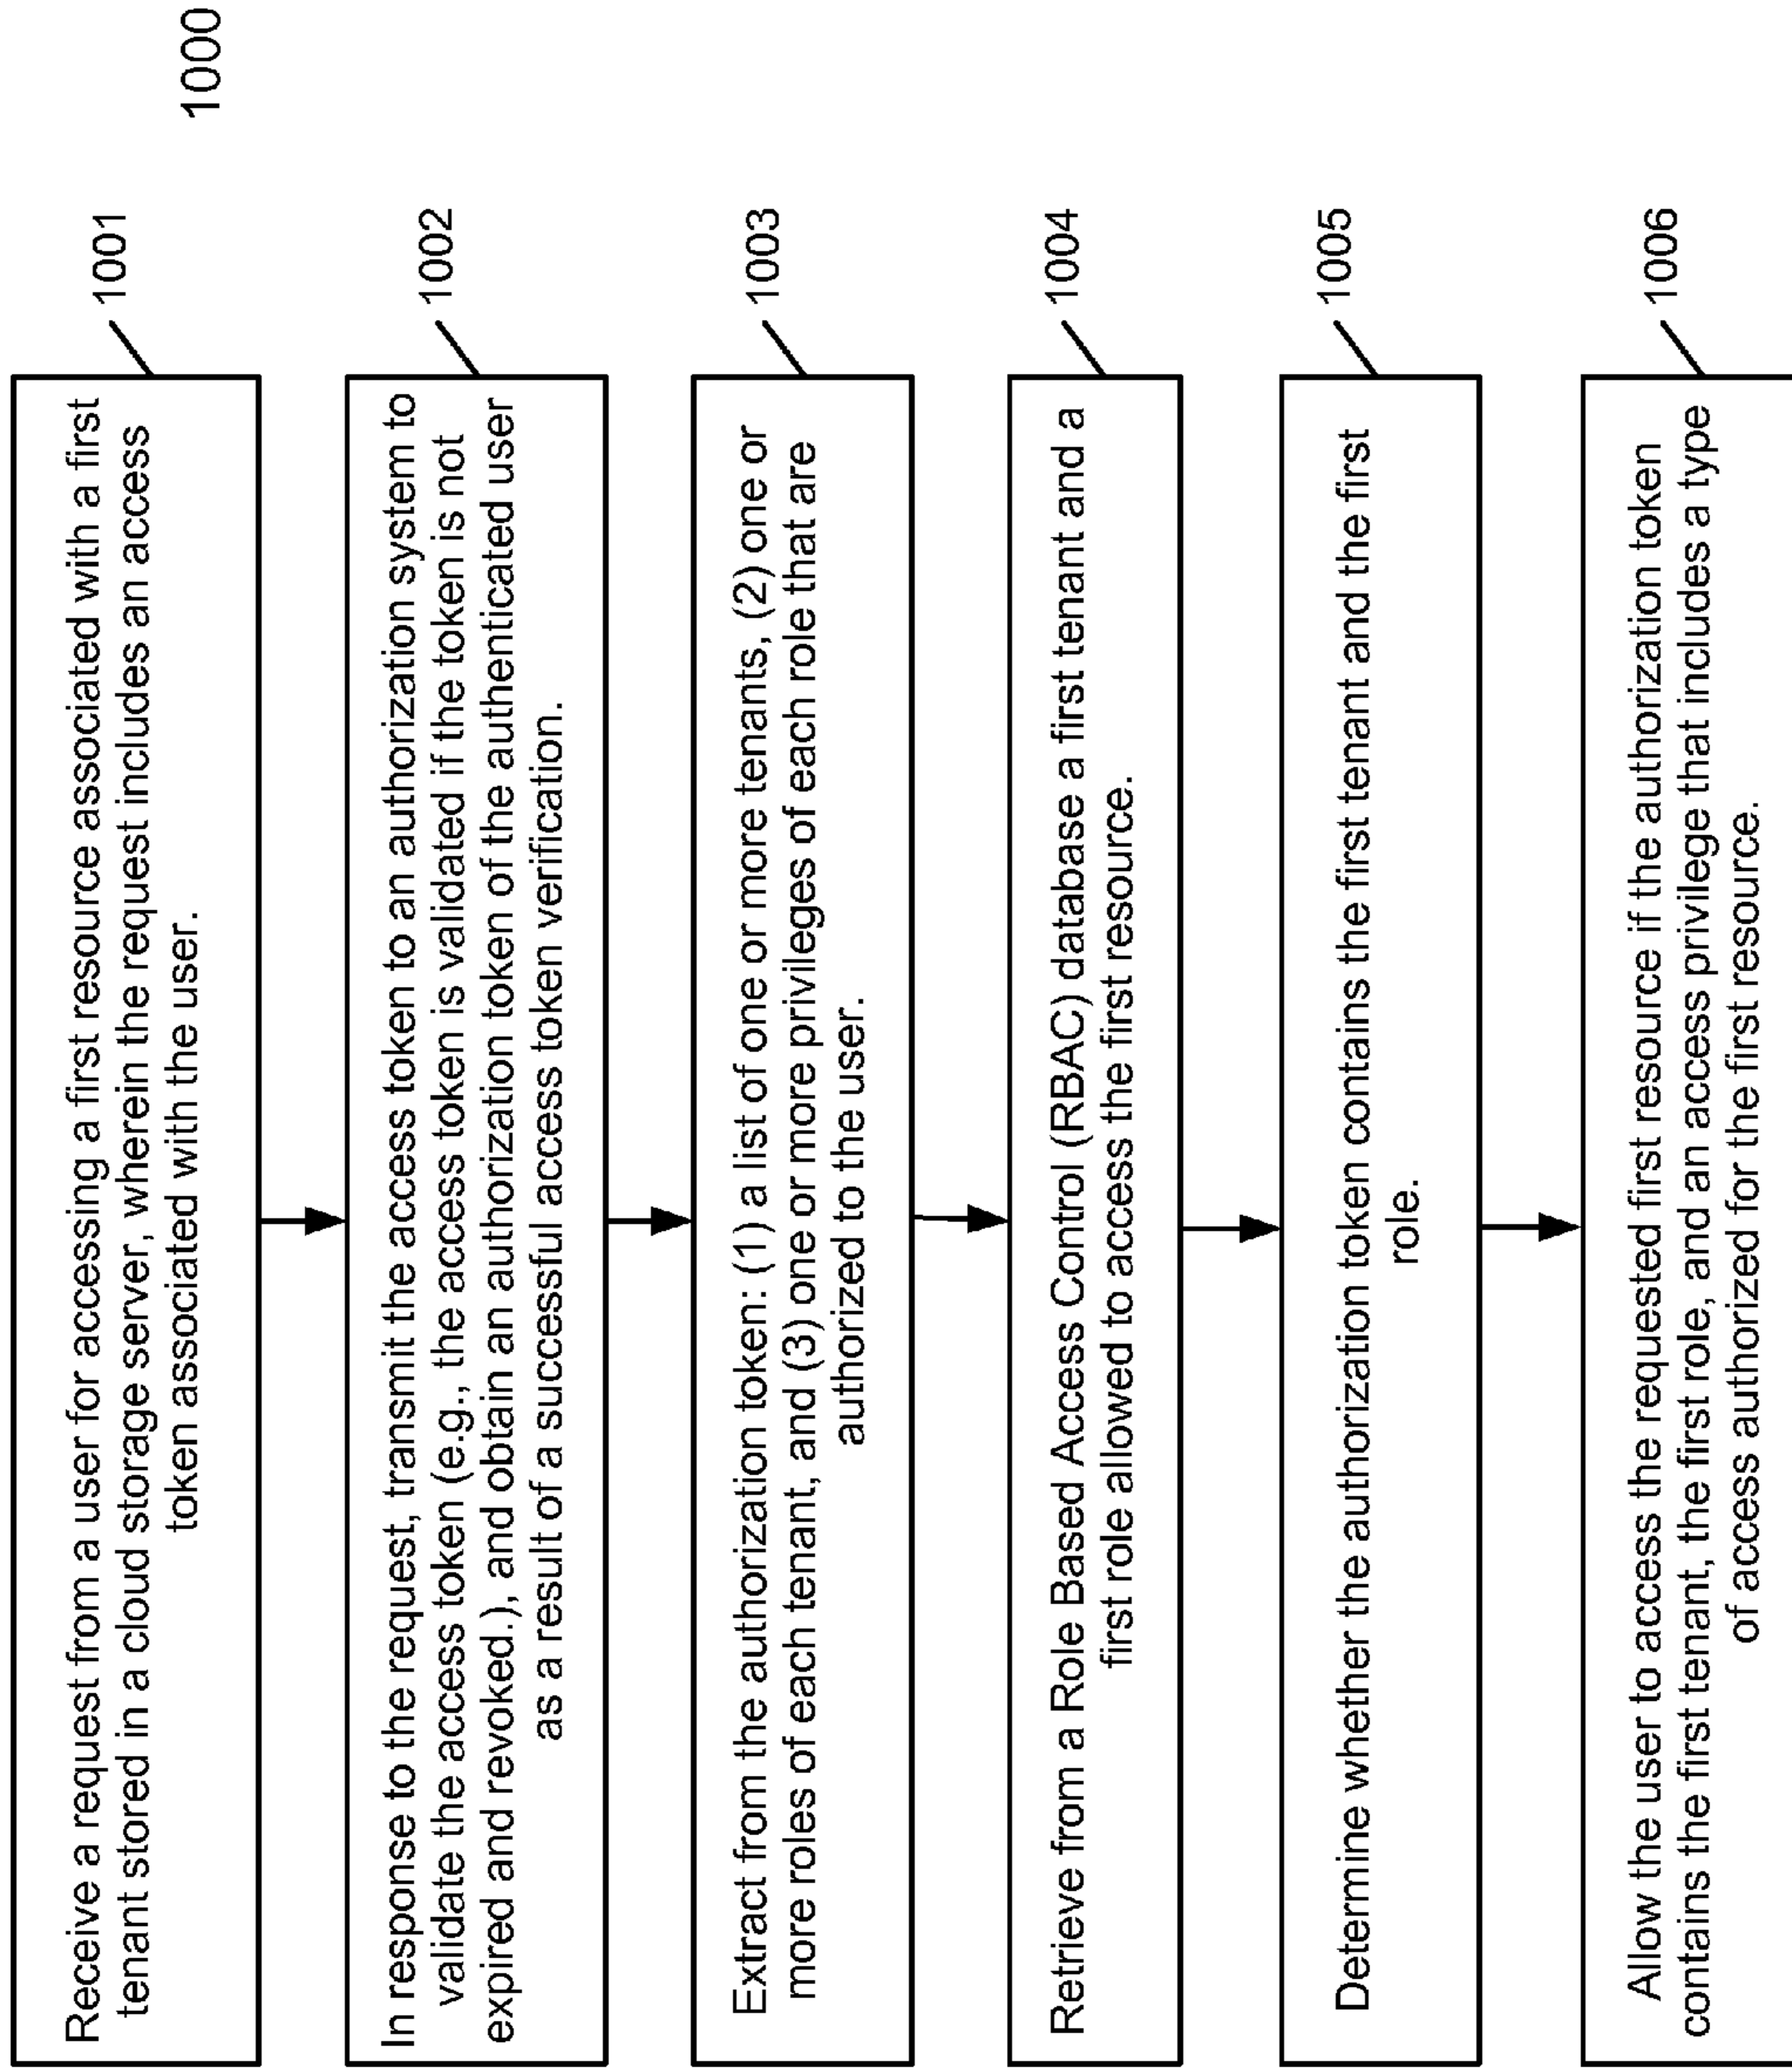 1000
Receive a request from a user for accessing a first resource associated with a first
tenant stored in a cloud storage server, wherein the request includes an access
token associated with the user.
1001
In response to the request, transmit the access token to an authorization system to
validate the access token (e.g., the access token is validated if the token is not
expired and revoked.), and obtain an authorization token of the authenticated user
as a result of a successful access token verification.
1002
Extract from the authorization token: (1) a list of one or more tenants, (2) one or
more roles of each tenant, and (3) one or more privileges of each role that are
authorized to the user.
1003
Retrieve from a Role Based Access Control (RBAC) database a first tenant and a
first role allowed to access the first resource.
1004
Determine whether the authorization token contains the first tenant and the first
role.
1005
Allow the user to access the requested first resource if the authorization token
contains the first tenant, the first role, and an access privilege that includes a type
of access authorized for the first resource.
1006